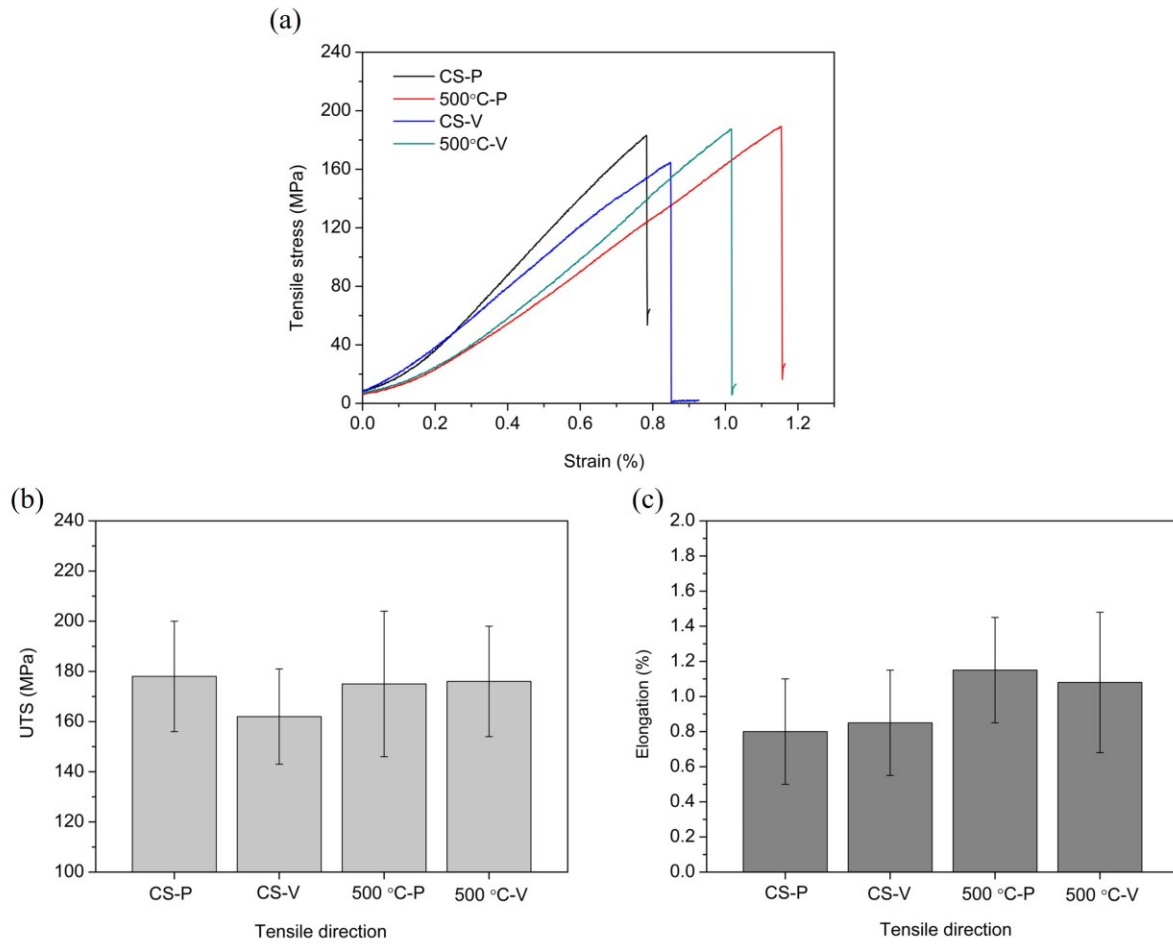 (a)
240
200
160
120
80
40
0
Tensile stress (MPa)
CS-P
500°C-P
CS-V
500°C-V
0.0 0.2 0.4 0.6 0.8 1.0 1.2
Strain (%)
(b)
240
220
200
180
160
140
120
100
UTS (MPa)
CS-P CS-V 500 °C-P 500 °C-V
Tensile direction
(c)
2.0
1.8
1.6
1.4
1.2
1.0
0.8
0.6
0.4
0.2
0.0
Elongation (%)
CS-P CS-V 500 °C-P 500 °C-V
Tensile direction